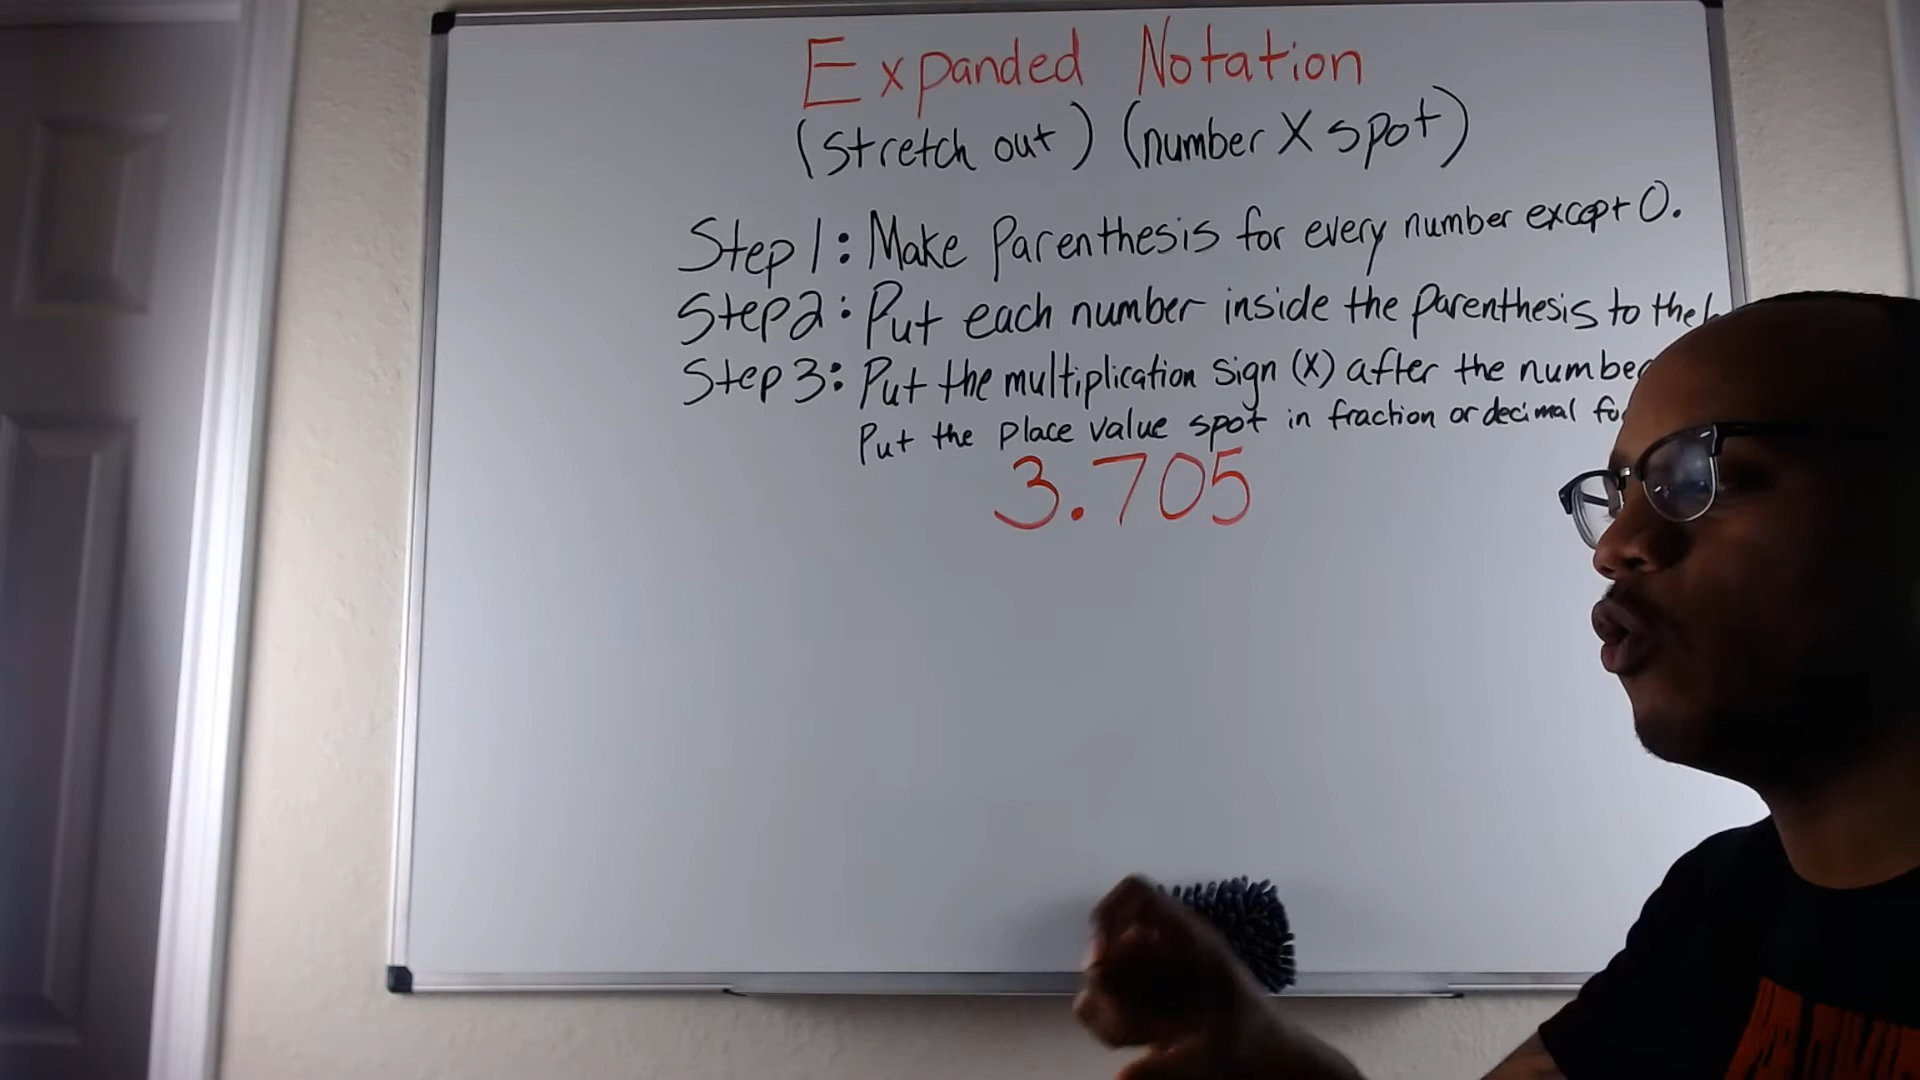 Expanded Notation
(stretch out) (number X spot)
Step 1: Make Parenthesis for every number except 0.
Step 2: Put each number inside the Parenthesis to the
Step 3: Put the multiplication sign (X) after the number
Put the place value spot in fraction or decimal
3.705